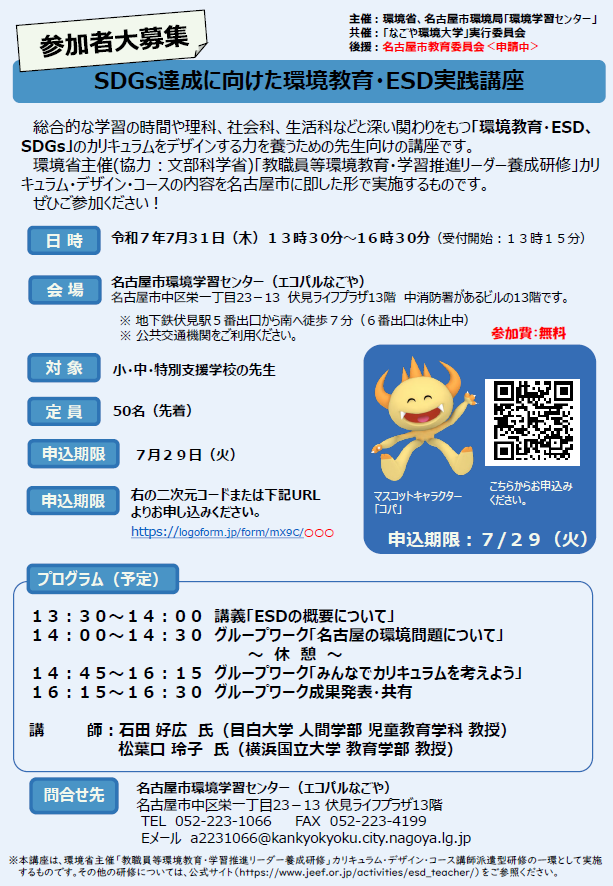 参加者大募集
主催：環境省、名古屋市環境局「環境学習センター」
共催：「なごや環境大学」実行委員会
後援：名古屋市教育委員会＜申請中＞
SDGs達成に向けた環境教育・ESD実践講座
総合的な学習の時間や理科、社会科、生活科などと深い関わりをもつ「環境教育・ESD、
SDGs」のカリキュラムをデザインする力を養うための先生向けの講座です。
環境省主催(協力：文部科学省)「教職員等環境教育・学習推進リーダー養成研修」カリ
キュラム・デザイン・コースの内容を名古屋市に即した形で実施するものです。
ぜひご参加ください！
日 時
令和７年7月31日（木）１３時30分～16時30分（受付開始：１３時１５分）
会 場
名古屋市環境学習センター（エコパルなごや）
名古屋市中区栄一丁目23－13 伏見ライフプラザ13階 中消防署があるビルの13階です。
※ 地下鉄伏見駅５番出口から南へ徒歩７分（６番出口は休止中）
※ 公共交通機関をご利用ください。
参加費：無料
対 象
小・中・特別支援学校の先生
定 員
50名（先着）
申込期限
７月２９日（火）
申込期限
右の二次元コードまたは下記URL
よりお申し込みください。
https://logoform.jp/form/mX9C/○○○
マスコットキャラクター
「コパ」
こちらからお申込み
ください。
申込期限：７/２９（火）
プログラム（予定）
１３：３０～１４：００ 講義「ESDの概要について」
１４：００～１４：３０ グループワーク「名古屋の環境問題について」
～ 休 憩 ～
１４：４５～１６：１５ グループワーク「みんなでカリキュラムを考えよう」
１６：１５～１６：３０ グループワーク成果発表・共有
講 師：石田 好広 氏（目白大学 人間学部 児童教育学科 教授）
松葉口 玲子 氏（横浜国立大学 教育学部 教授）
問合せ先
名古屋市環境学習センター（エコパルなごや）
名古屋市中区栄一丁目23－13 伏見ライフプラザ13階
TEL 052-223-1066 FAX 052-223-4199
Eメール a2231066@kankyokyoku.city.nagoya.lg.jp
※本講座は、環境省主催「教職員等環境教育・学習推進リーダー養成研修」カリキュラム・デザイン・コース講師派遣型研修の一環として実施
するものです。その他の研修については、公式サイト（https://www.jeef.or.jp/activities/esd_teacher/）をご参照ください。